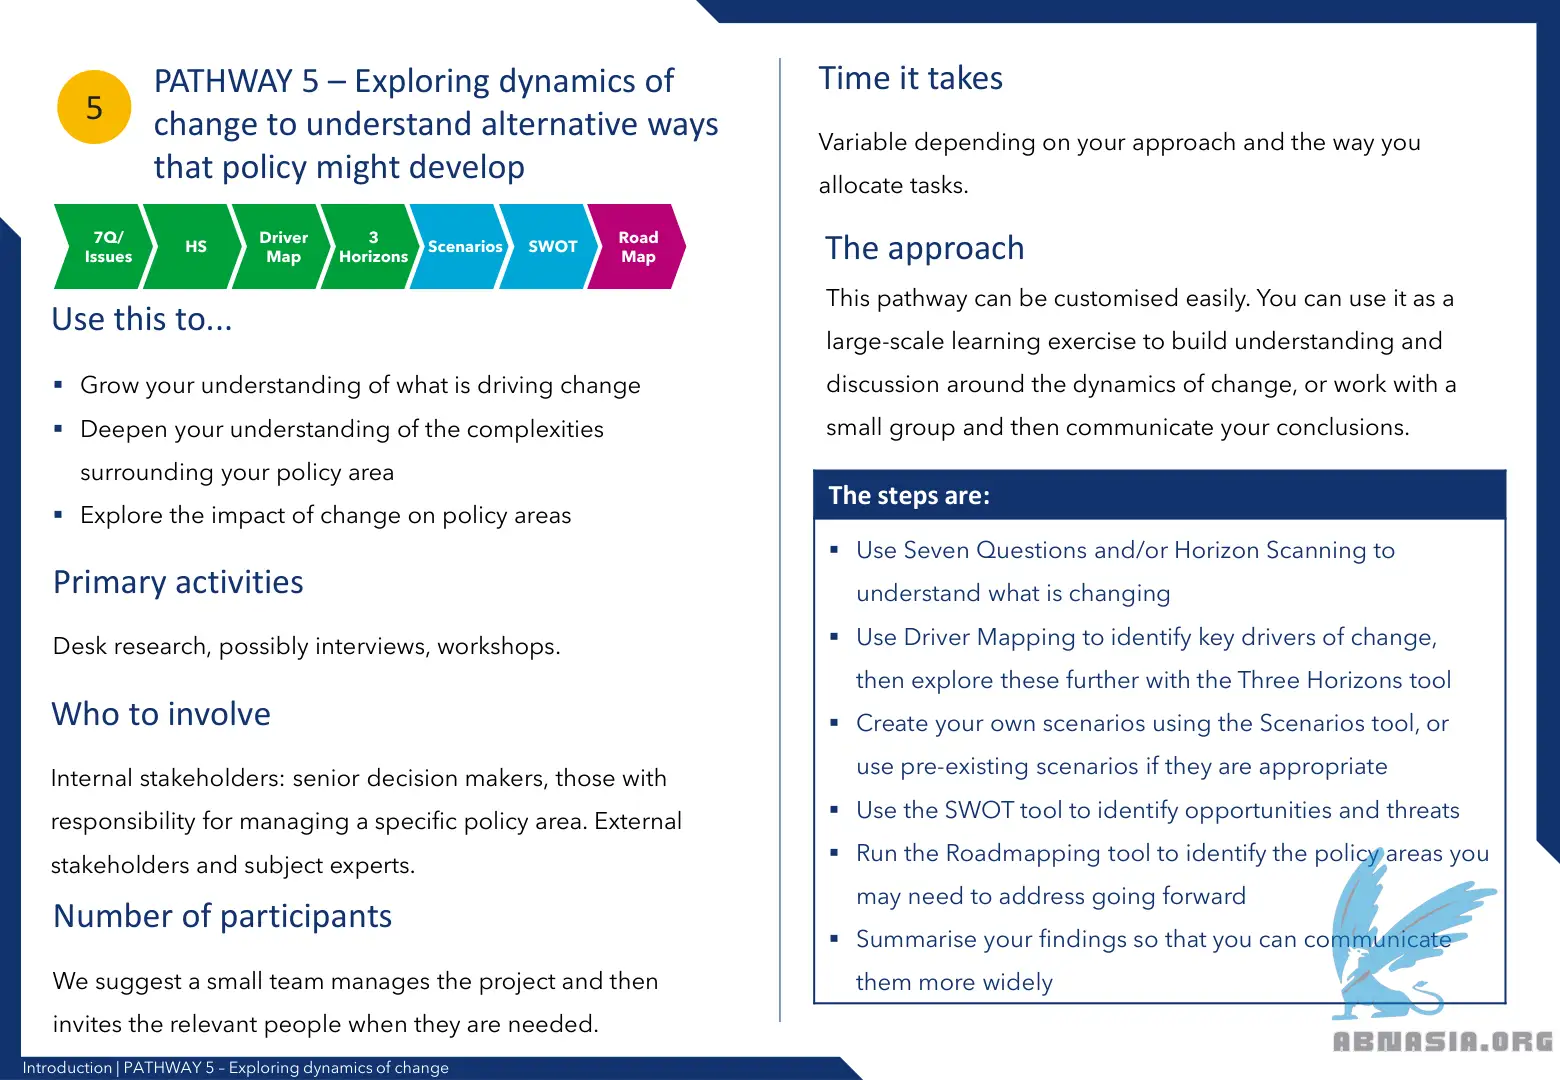 5
PATHWAY 5 – Exploring dynamics of
change to understand alternative ways
that policy might develop
7Q/
Issues
HS
Driver
Map
3
Horizons
Scenarios
SWOT
Road
Map
Use this to...
▪ Grow your understanding of what is driving change
▪ Deepen your understanding of the complexities
surrounding your policy area
▪ Explore the impact of change on policy areas
Primary activities
Desk research, possibly interviews, workshops.
Who to involve
Internal stakeholders: senior decision makers, those with
responsibility for managing a specific policy area. External
stakeholders and subject experts.
Number of participants
We suggest a small team manages the project and then
invites the relevant people when they are needed.
Time it takes
Variable depending on your approach and the way you
allocate tasks.
The approach
This pathway can be customised easily. You can use it as a
large-scale learning exercise to build understanding and
discussion around the dynamics of change, or work with a
small group and then communicate your conclusions.
The steps are:
▪ Use Seven Questions and/or Horizon Scanning to
understand what is changing
▪ Use Driver Mapping to identify key drivers of change,
then explore these further with the Three Horizons tool
▪ Create your own scenarios using the Scenarios tool, or
use pre-existing scenarios if they are appropriate
▪ Use the SWOT tool to identify opportunities and threats
▪ Run the Roadmapping tool to identify the policy areas you
may need to address going forward
▪ Summarise your findings so that you can communicate
them more widely
ABNASIA.ORG
Introduction | PATHWAY 5 – Exploring dynamics of change